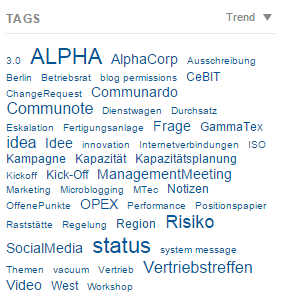 TAGS Trend
3.0 ALPHA AlphaCorp Ausschreibung
Berlin Betriebsrat blog permissions CeBIT
ChangeRequest Communardo
Communote Dienstwagen Durchsatz
Eskalation Fertigungsanlage Frage GammaTex
idea Idee innovation Internetverbindungen ISO
Kampagne Kapazität Kapazitätsplanung
Kickoff Kick-Off ManagementMeeting
Marketing Microblogging MTec Notizen
OffenePunkte OPEX Performance Positionspapier
Raststätte Regelung Region Risiko
SocialMedia status system message
Themen vacuum Vertrieb Vertriebstreffen
Video West Workshop